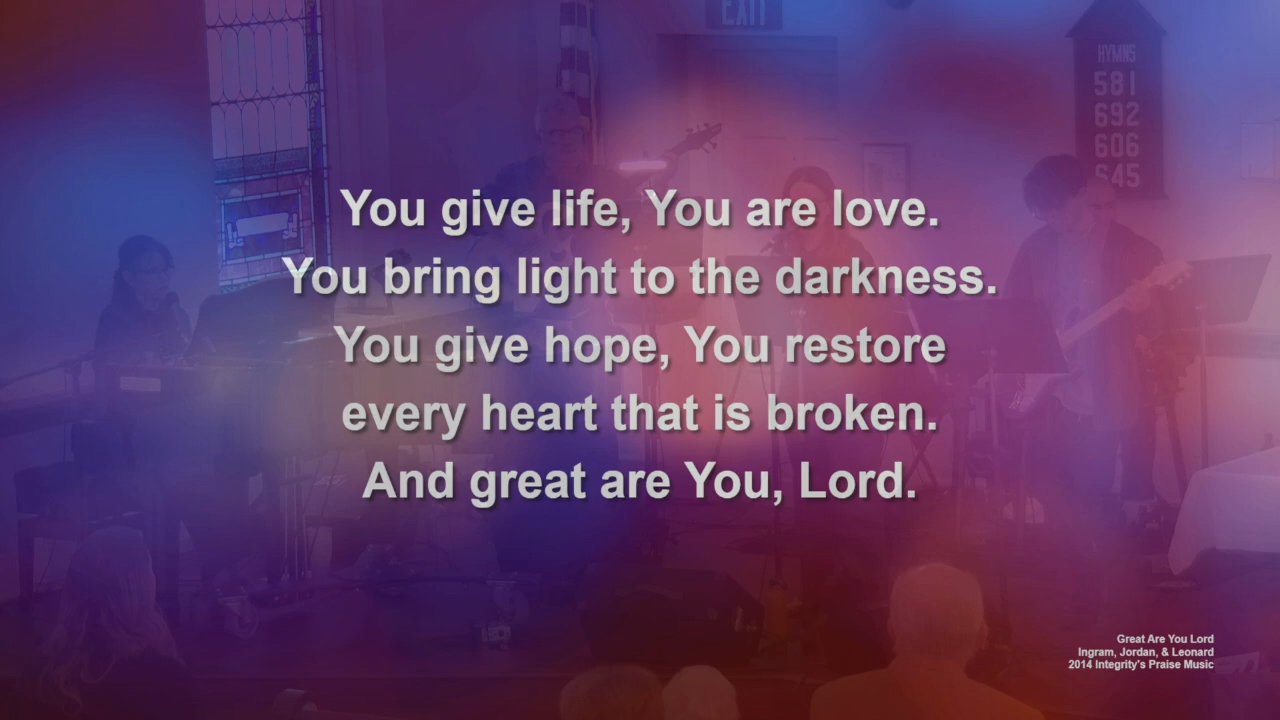 EXIT
HYMNS
581
692
606
645
You give life, You are love.
You bring light to the darkness.
You give hope, You restore
every heart that is broken.
And great are You, Lord.
Great Are You Lord
Ingram, Jordan, & Leonard
2014 Integrity's Praise Music